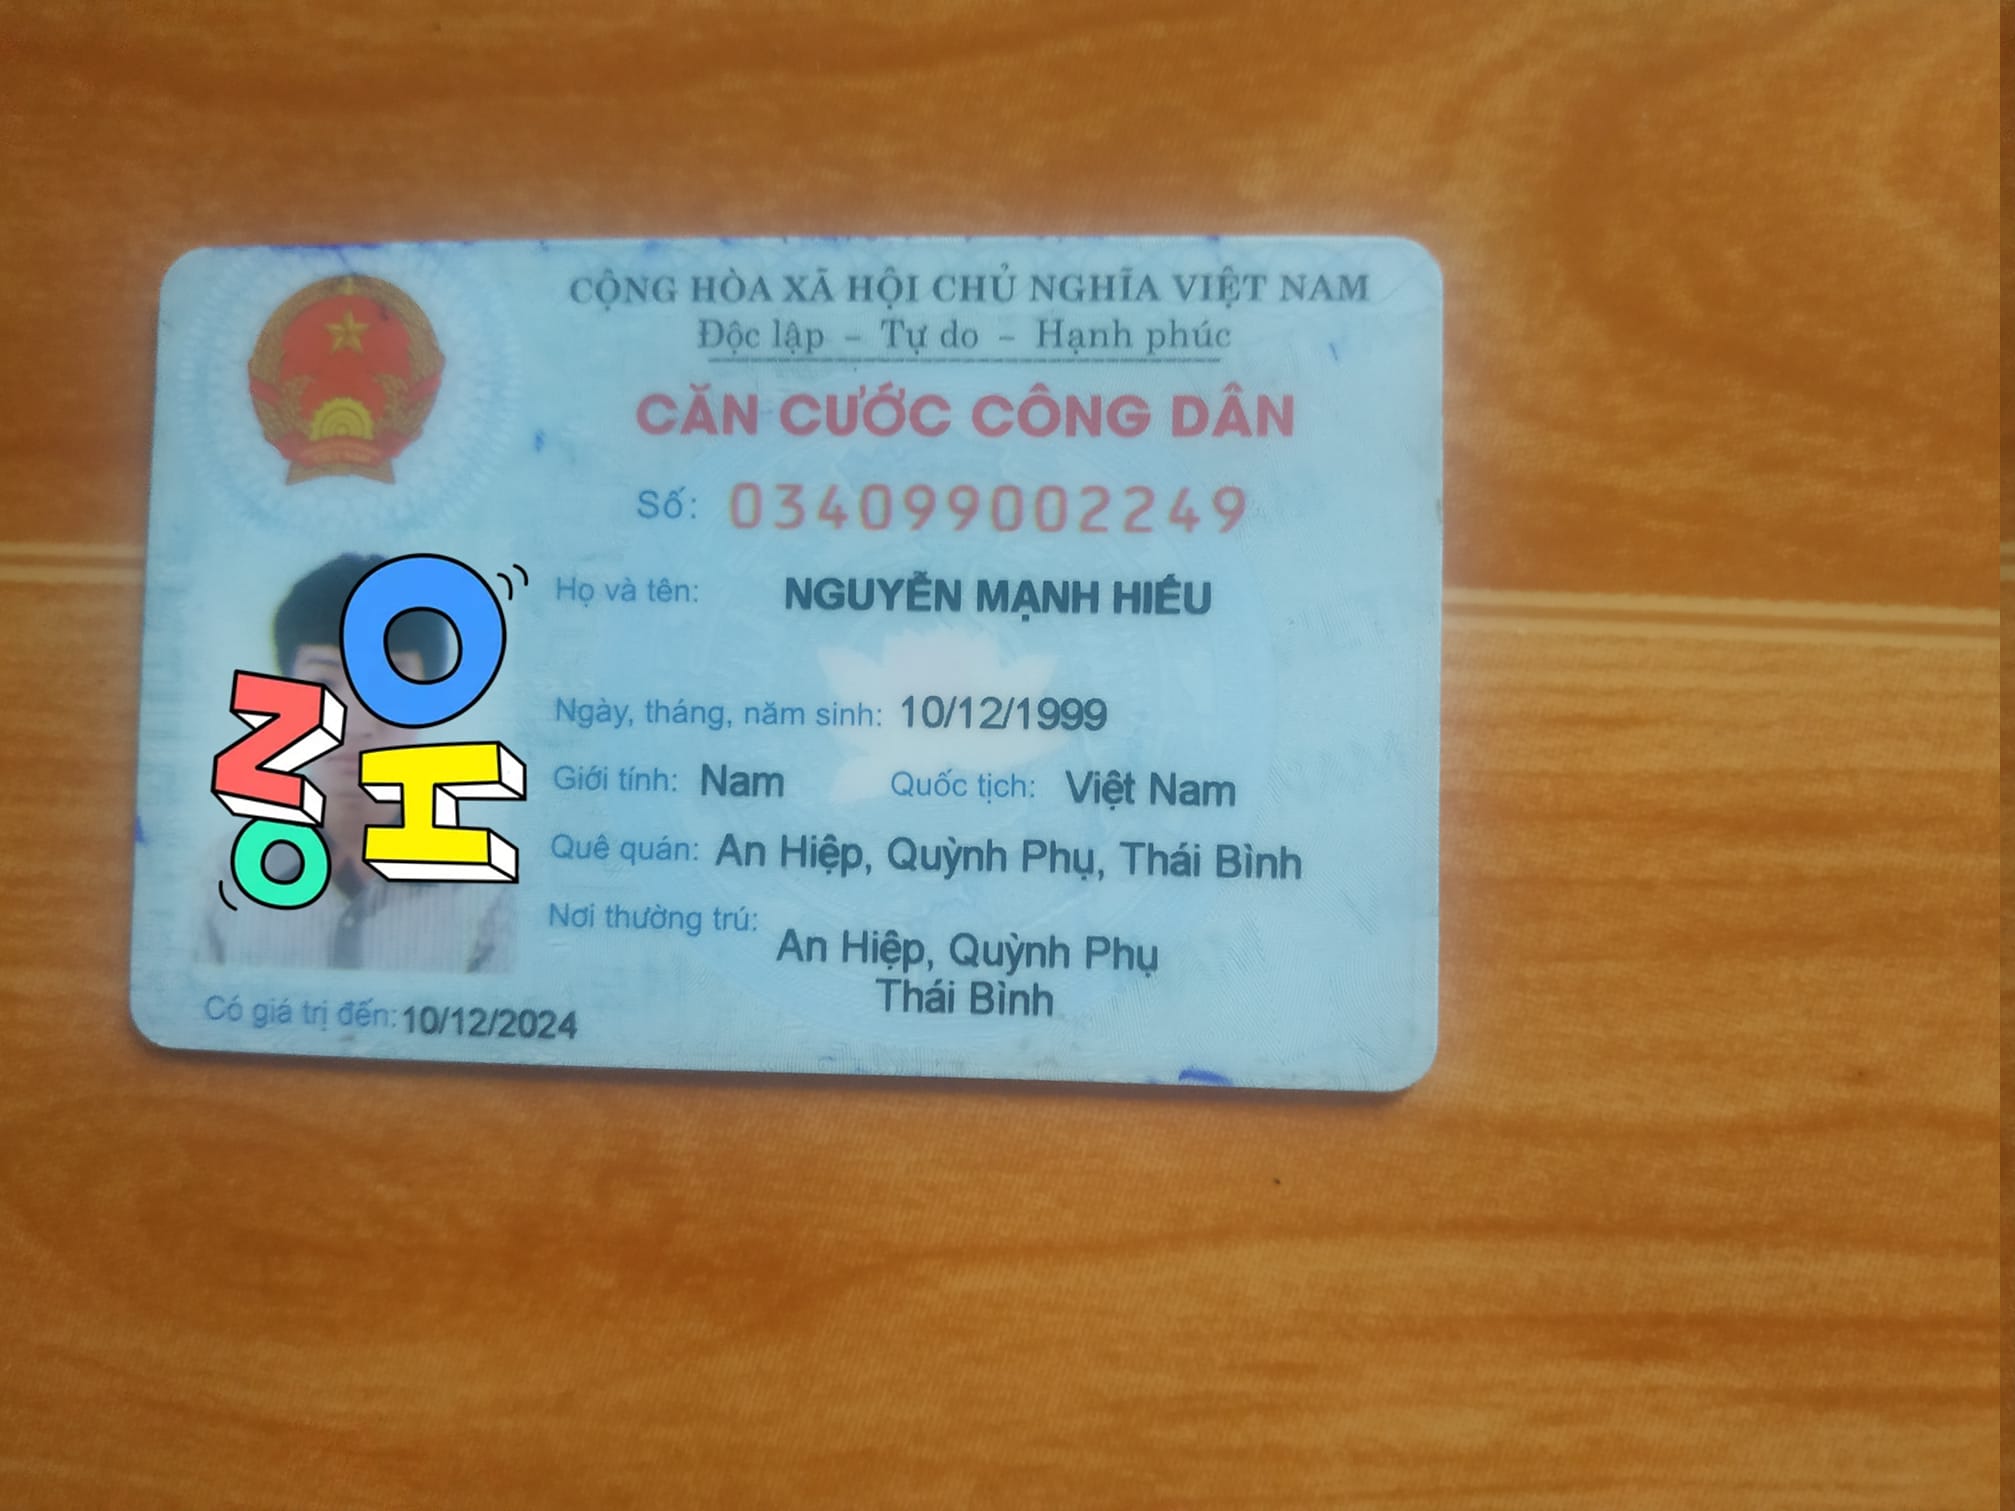 CỘNG HÒA XÃ HỘI CHỦ NGHĨA VIỆT NAM
Độc lập – Tự do – Hạnh phúc
CĂN CƯỚC CÔNG DÂN
Số: 034099002249
Họ và tên: NGUYỄN MẠNH HIẾU
Ngày, tháng, năm sinh: 10/12/1999
Giới tính: Nam Quốc tịch: Việt Nam
Quê quán: An Hiệp, Quỳnh Phụ, Thái Bình
Nơi thường trú: An Hiệp, Quỳnh Phụ
Thái Bình
Có giá trị đến: 10/12/2024
OH
NO